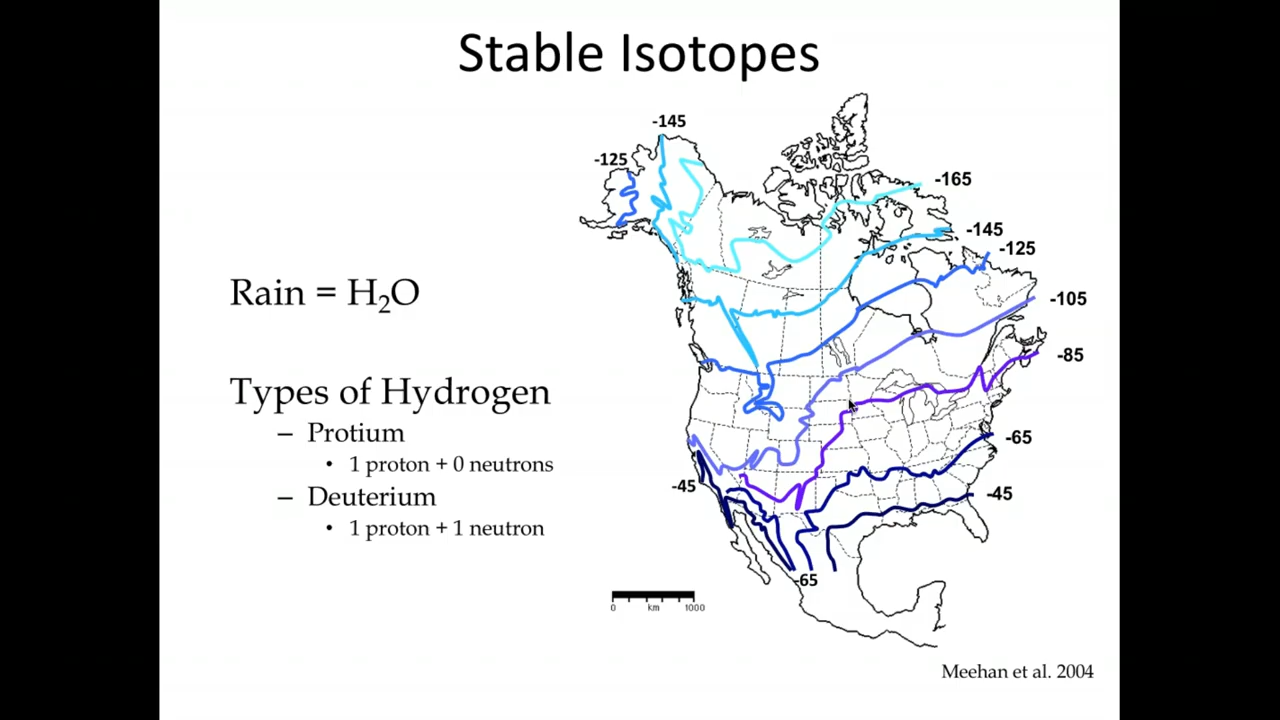 Stable Isotopes
Rain = H₂O
Types of Hydrogen
– Protium
• 1 proton + 0 neutrons
– Deuterium
• 1 proton + 1 neutron
-145
-125
-165
-145
-125
-105
-85
-65
-45
-45
-65
0 km 1000
Meehan et al. 2004